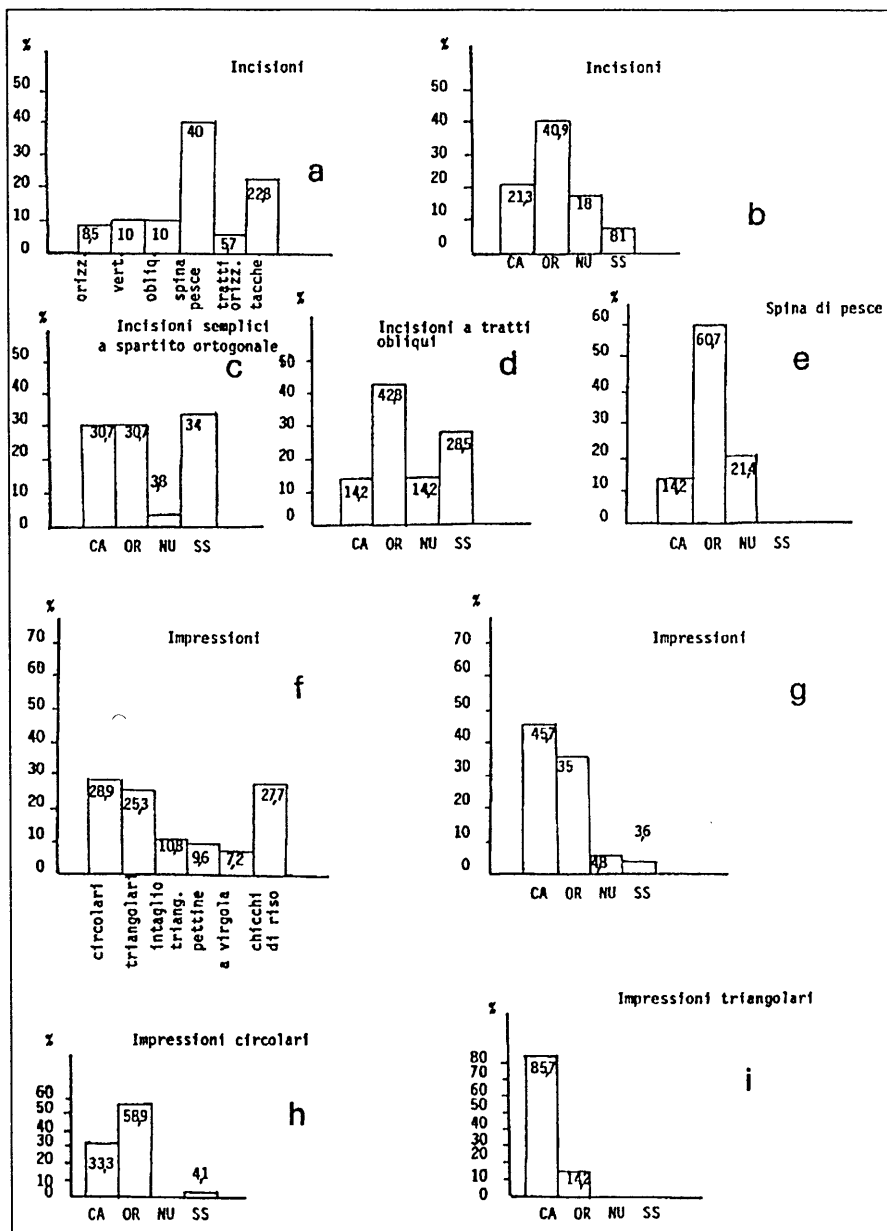 %
Incisioni
50
40
30
20
10
0
40
22,8
8,5
10
10
5,7
a
orizz.
vert.
obliq.
spina
pesce
tratti
orizz.
tacche
%
Incisioni
50
40
30
20
10
0
21,3
40,9
18
8,1
b
CA OR NU SS
%
Incisioni semplici
a spartito ortogonale
c
50
40
30
20
10
0
30,7
30,7
3,8
34
CA OR NU SS
%
Incisioni a tratti
obliqui
d
50
40
30
20
10
0
14,2
42,8
14,2
28,5
CA OR NU SS
%
Spina di pesce
e
60
50
40
30
20
10
0
14,2
60,7
21,4
CA OR NU SS
%
Impressioni
f
70
60
50
40
30
20
10
0
28,9
25,3
10,8
9,6
7,2
27,7
circolari
triangolari
intaglio
triang.
pettine
a virgola
chicchi
di riso
%
Impressioni
g
70
60
50
40
30
20
10
0
45,7
35
4,8
3,6
CA OR NU SS
%
Impressioni circolari
h
60
50
40
30
20
10
0
33,3
58,9
4,1
CA OR NU SS
%
Impressioni triangolari
i
80
70
60
50
40
30
20
10
0
85,7
14,2
CA OR NU SS